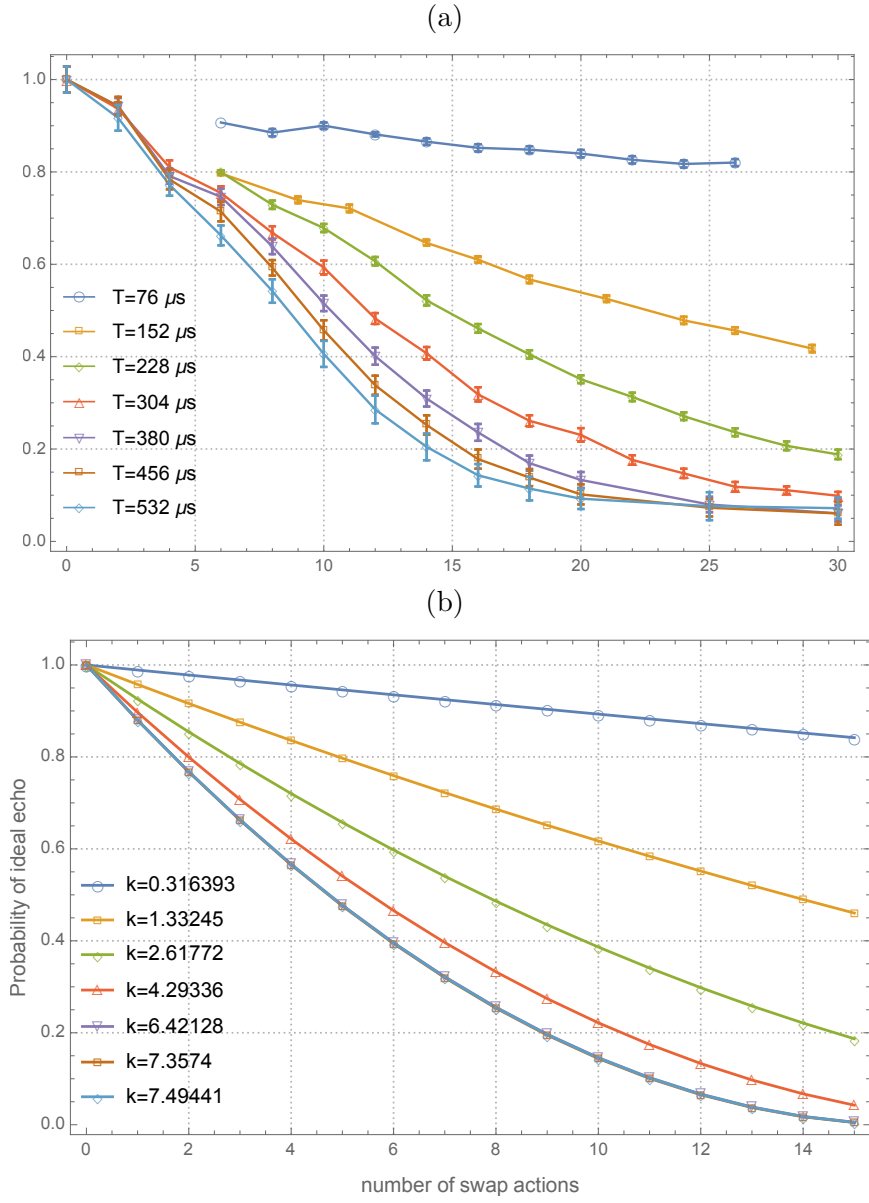 (a)
1.0
0.8
0.6
0.4
0.2
0.0
T=76 μs
T=152 μs
T=228 μs
T=304 μs
T=380 μs
T=456 μs
T=532 μs
0 5 10 15 20 25 30
(b)
Probability of ideal echo
1.0
0.8
0.6
0.4
0.2
0.0
k=0.316393
k=1.33245
k=2.61772
k=4.29336
k=6.42128
k=7.3574
k=7.49441
0 2 4 6 8 10 12 14
number of swap actions